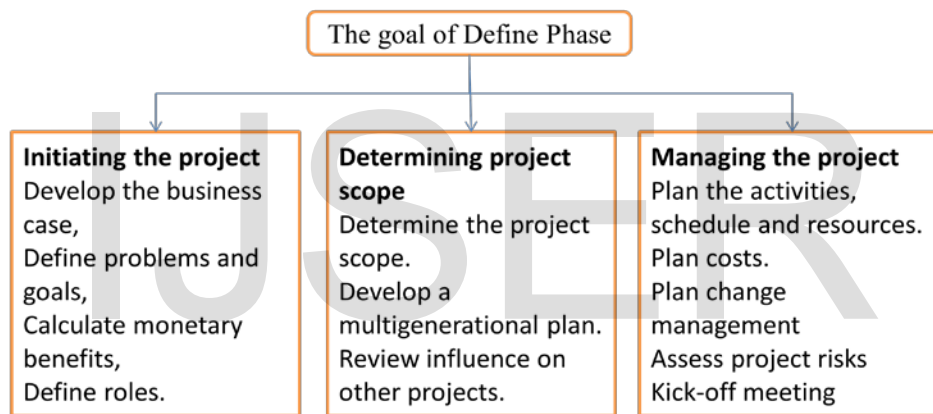 The goal of Define Phase
Initiating the project
Develop the business
case,
Define problems and
goals,
Calculate monetary
benefits,
Define roles.
Determining project
scope
Determine the project
scope.
Develop a
multigenerational plan.
Review influence on
other projects.
Managing the project
Plan the activities,
schedule and resources.
Plan costs.
Plan change
management
Assess project risks
Kick-off meeting
IJSER